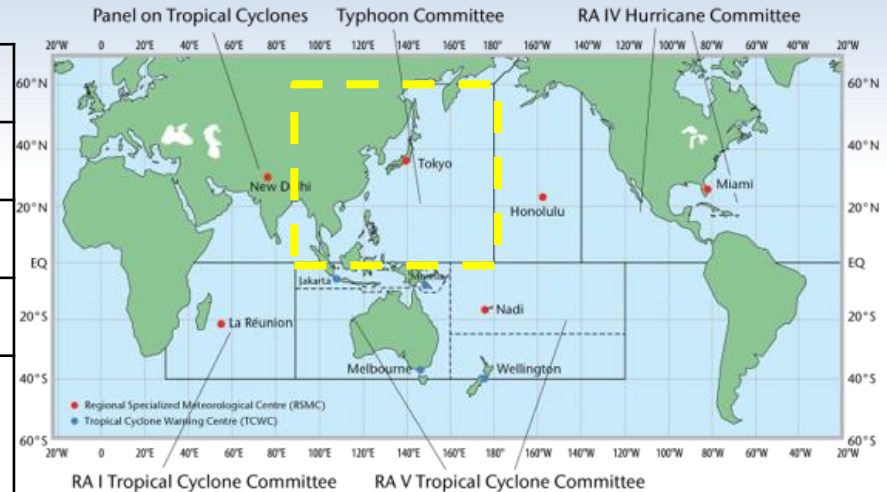 Panel on Tropical Cyclones Typhoon Committee RA IV Hurricane Committee
20°W 0 20°E 40°E 60°E 80°E 100°E 120°E 140°E 160°E 180° 160°W 140°W 120°W 100°W 80°W 60°W 40°W 20°W
60°N 60°N
40°N 40°N
Tokyo
New Delhi Miami
20°N Honolulu 20°N
EQ EQ
Jakarta
20°S La Réunion Nadi 20°S
Melbourne Wellington
40°S 40°S
Regional Specialized Meteorological Centre (RSMC)
Tropical Cyclone Warning Centre (TCWC)
60°S 60°S
20°W 0 20°E 40°E 60°E 80°E 100°E 120°E 140°E 160°E 180° 160°W 140°W 120°W 100°W 80°W 60°W 40°W 20°W
RA I Tropical Cyclone Committee RA V Tropical Cyclone Committee